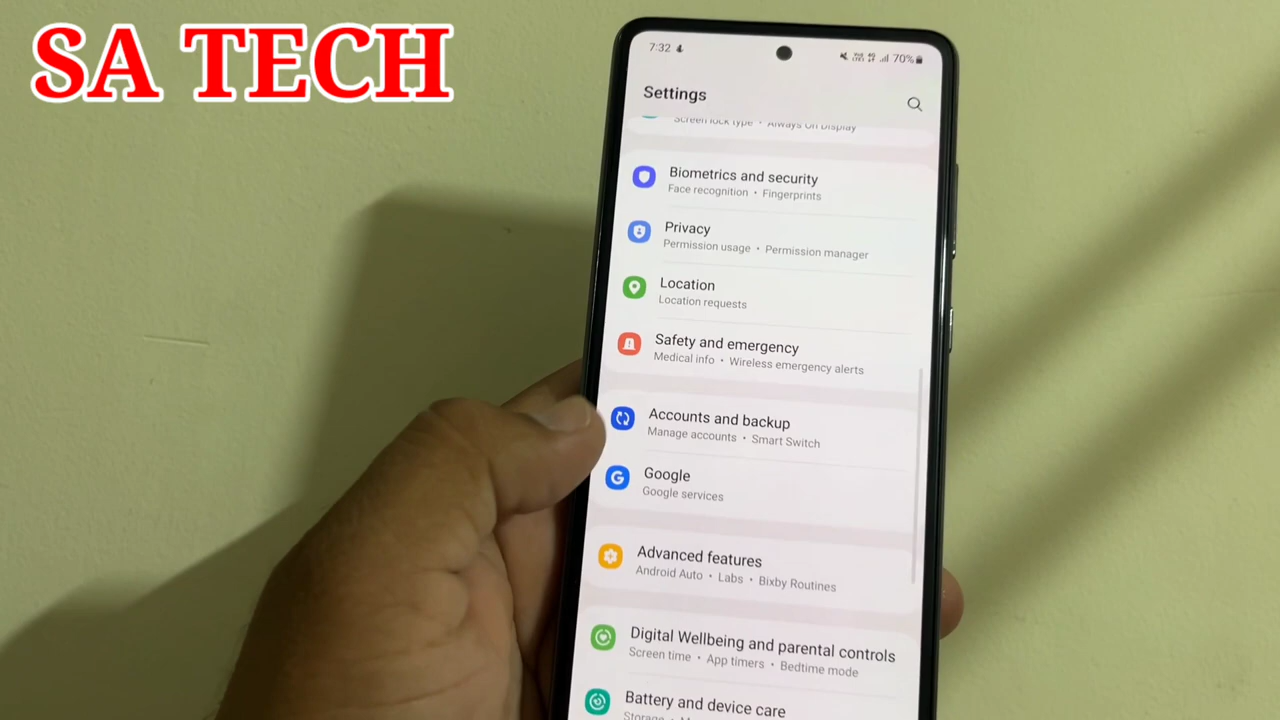 SA TECH
7:32
70%
Settings
Screen lock type • Always On Display
Biometrics and security
Face recognition • Fingerprints
Privacy
Permission usage • Permission manager
Location
Location requests
Safety and emergency
Medical info • Wireless emergency alerts
Accounts and backup
Manage accounts • Smart Switch
Google
Google services
Advanced features
Android Auto • Labs • Bixby Routines
Digital Wellbeing and parental controls
Screen time • App timers • Bedtime mode
Battery and device care
Storage •